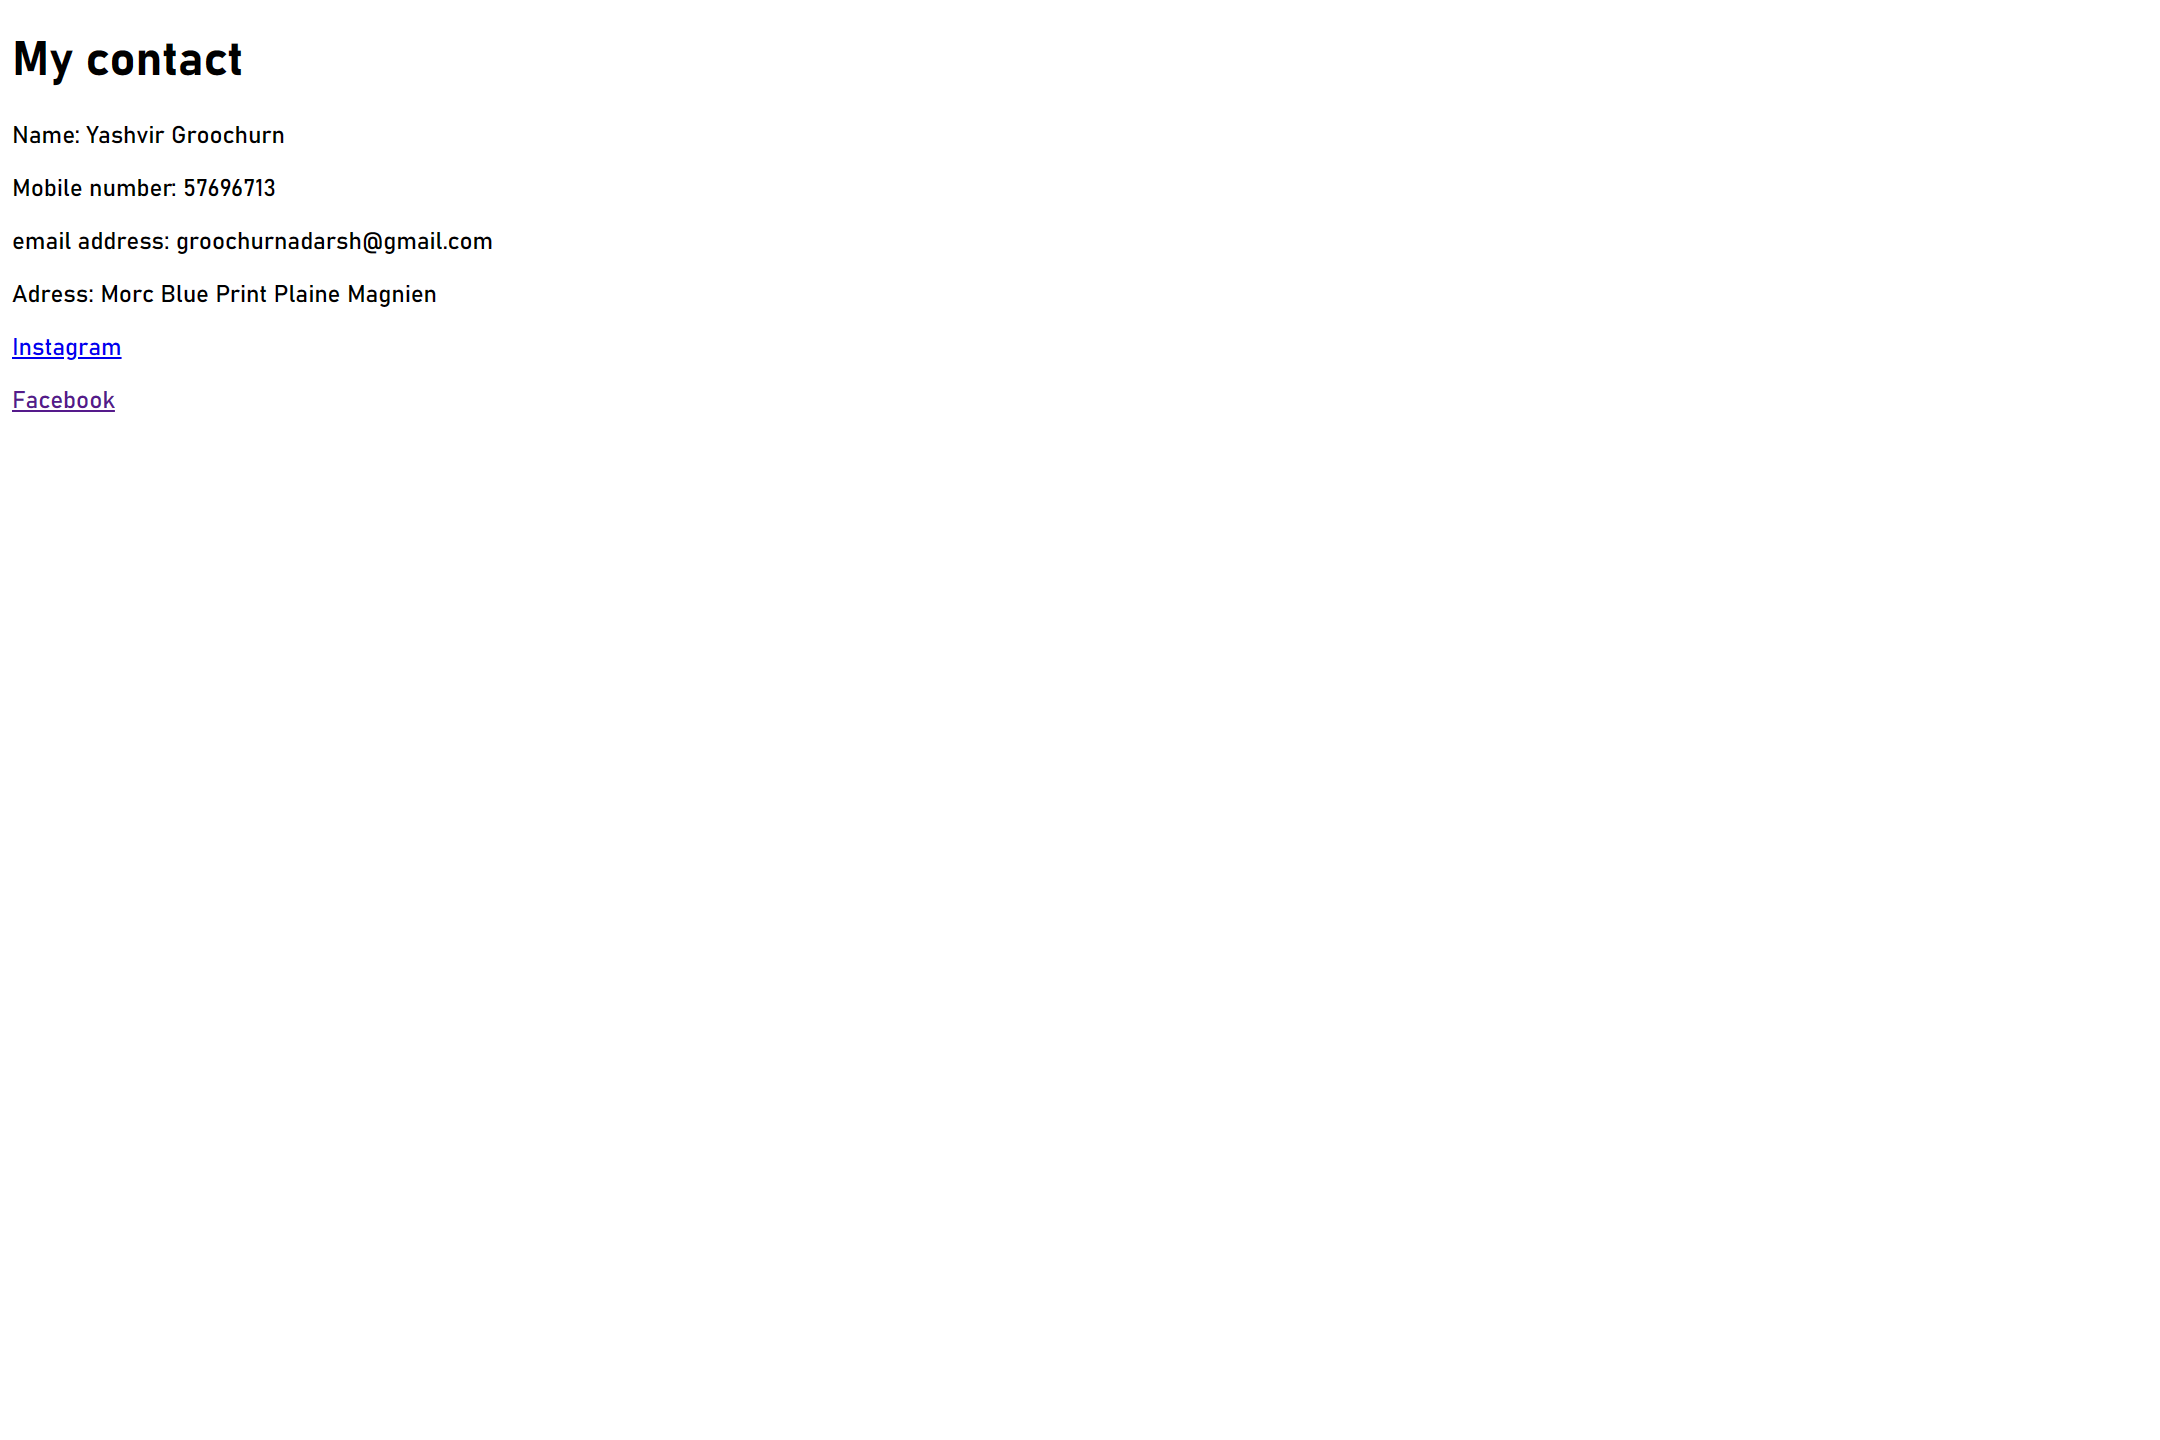 My contact
Name: Yashvir Groochurn
Mobile number: 57696713
email address: groochurnadarsh@gmail.com
Adress: Morc Blue Print Plaine Magnien
Instagram
Facebook